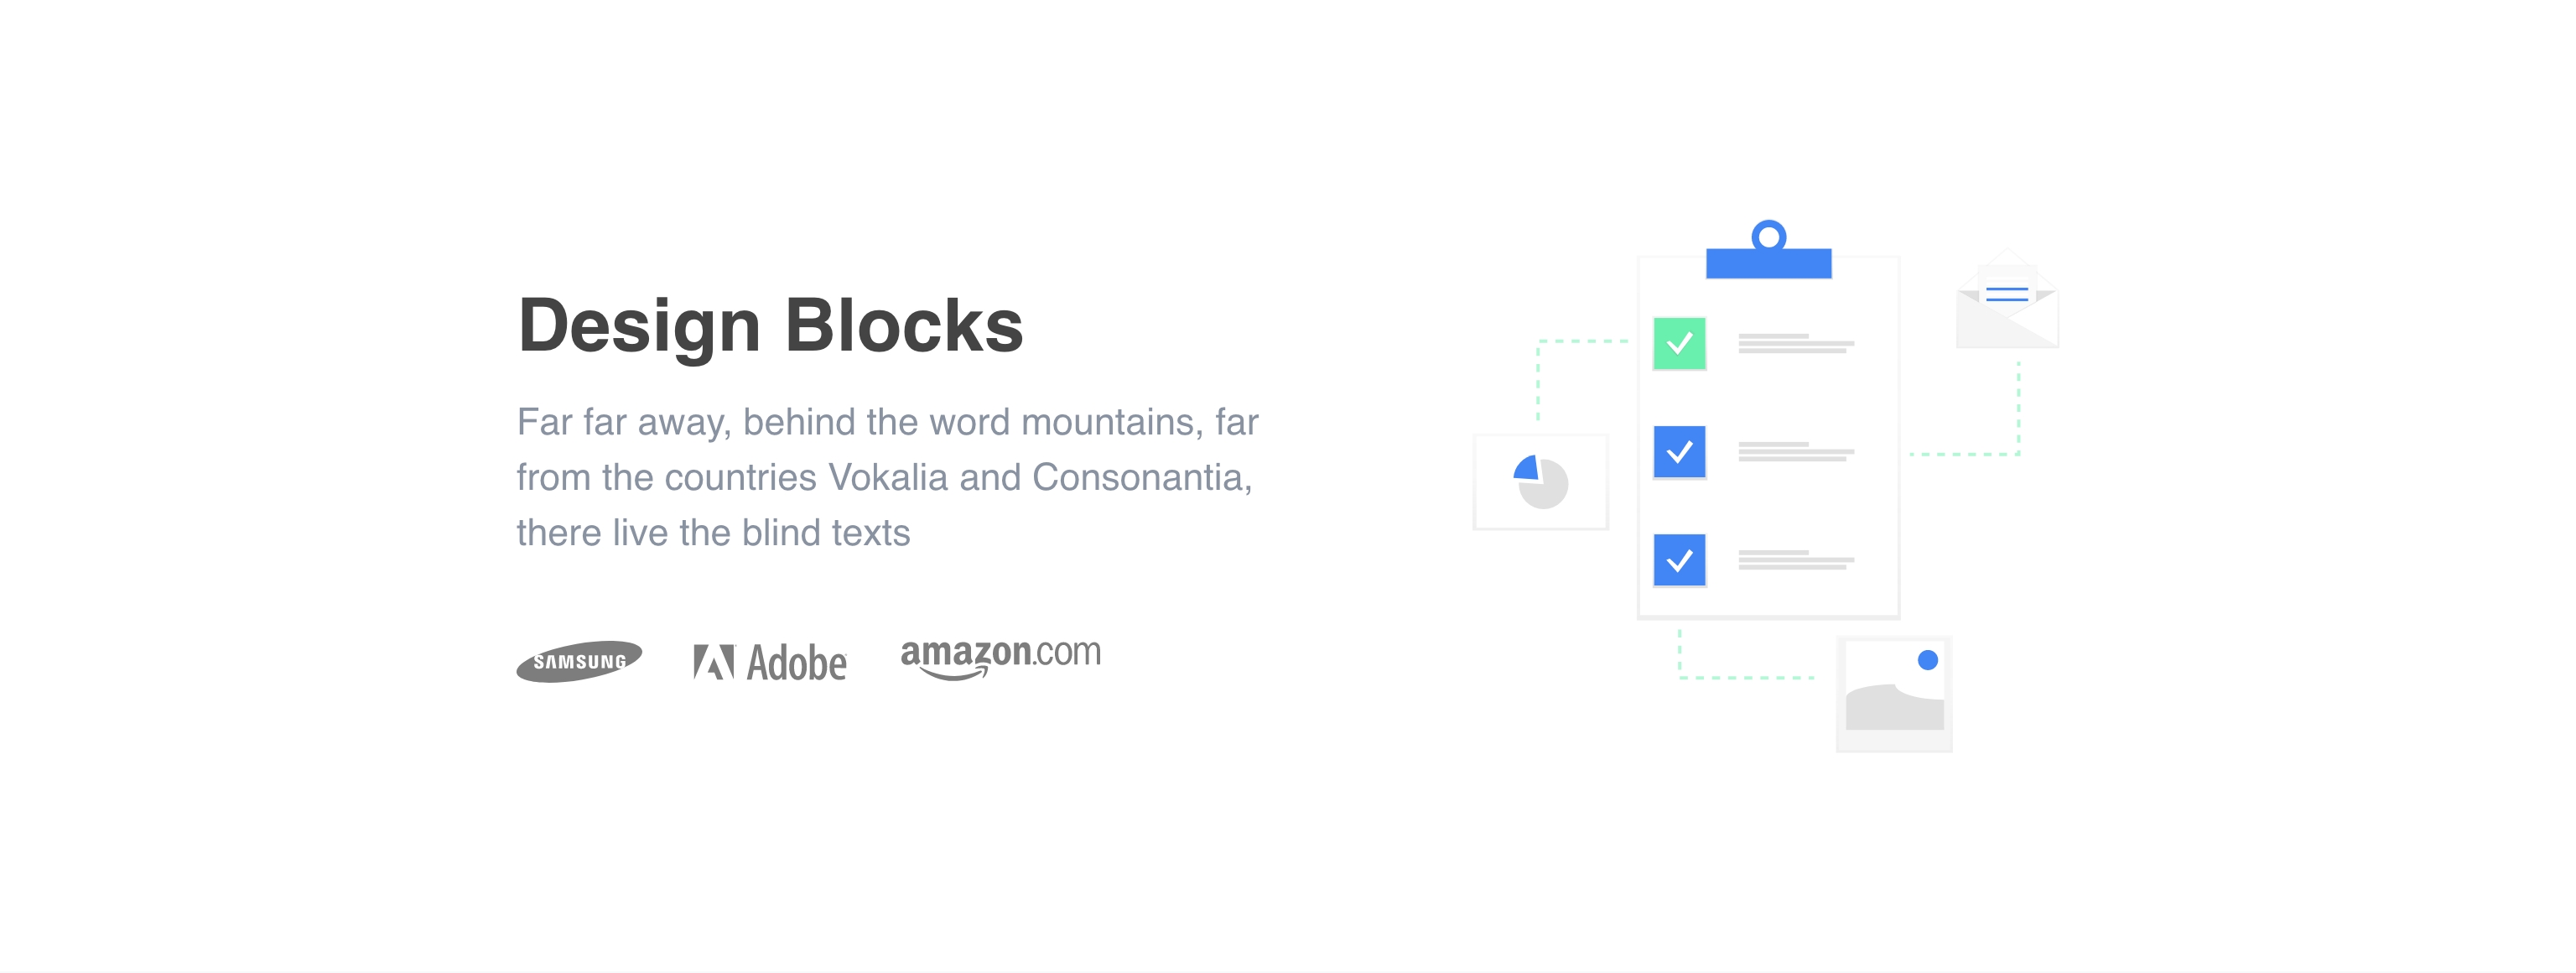 Design Blocks
Far far away, behind the word mountains, far
from the countries Vokalia and Consonantia,
there live the blind texts
SAMSUNG Adobe amazon.com